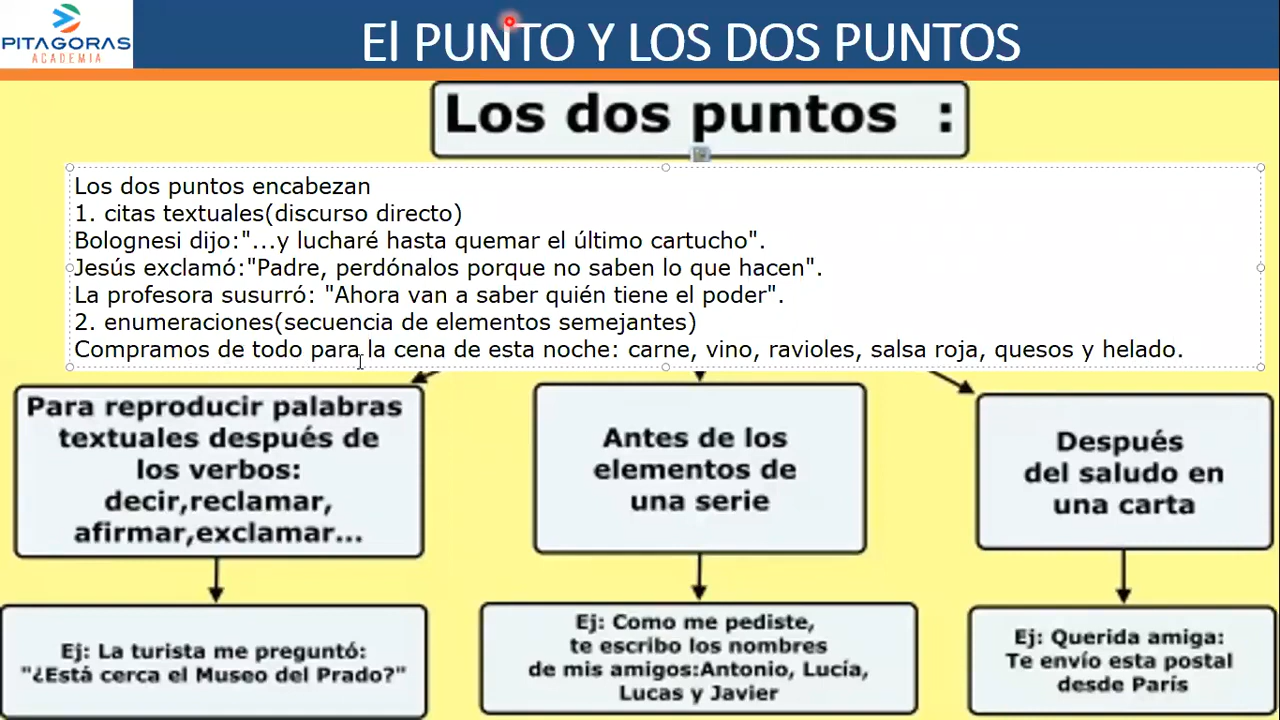 PITAGORAS
ACADEMIA
El PUNTO Y LOS DOS PUNTOS
Los dos puntos :
Los dos puntos encabezan
1. citas textuales(discurso directo)
Bolognesi dijo:"...y lucharé hasta quemar el último cartucho".
Jesús exclamó:"Padre, perdónalos porque no saben lo que hacen".
La profesora susurró: "Ahora van a saber quién tiene el poder".
2. enumeraciones(secuencia de elementos semejantes)
Compramos de todo para la cena de esta noche: carne, vino, ravioles, salsa roja, quesos y helado.
Para reproducir palabras
textuales después de
los verbos:
decir,reclamar,
afirmar,exclamar...
Antes de los
elementos de
una serie
Después
del saludo en
una carta
Ej: La turista me preguntó:
"¿Está cerca el Museo del Prado?"
Ej: Como me pediste,
te escribo los nombres
de mis amigos:Antonio, Lucía,
Lucas y Javier
Ej: Querida amiga:
Te envío esta postal
desde París